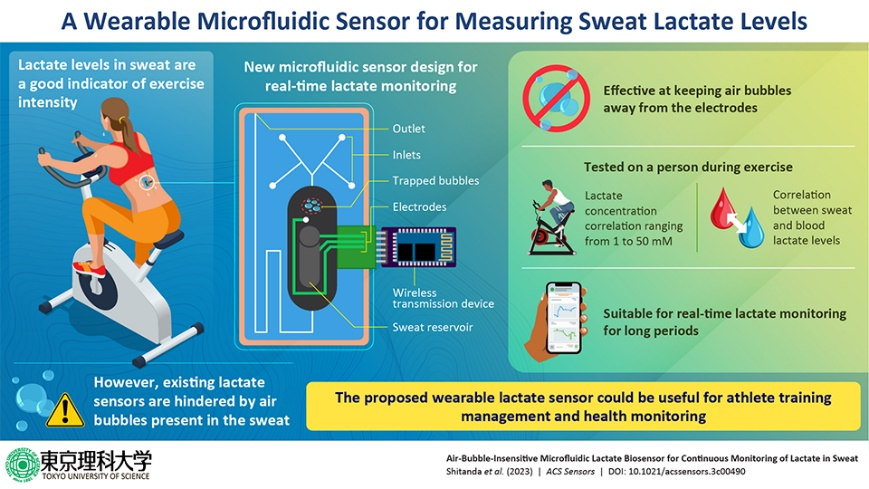 A Wearable Microfluidic Sensor for Measuring Sweat Lactate Levels
Lactate levels in sweat are
a good indicator of exercise
intensity
New microfluidic sensor design for
real-time lactate monitoring
Outlet
Inlets
Trapped bubbles
Electrodes
Wireless
transmission device
Sweat reservoir
Effective at keeping air bubbles
away from the electrodes
Tested on a person during exercise
Lactate
concentration
correlation ranging
from 1 to 50 mM
Correlation
between sweat
and blood
lactate levels
Suitable for real-time lactate monitoring
for long periods
However, existing lactate
sensors are hindered by air
bubbles present in the sweat
The proposed wearable lactate sensor could be useful for athlete training
management and health monitoring
東京理科大学
TOKYO UNIVERSITY OF SCIENCE
Air-Bubble-Insensitive Microfluidic Lactate Biosensor for Continuous Monitoring of Lactate in Sweat
Shitanda et al. (2023) | ACS Sensors | DOI: 10.1021/acssensors.3c00490